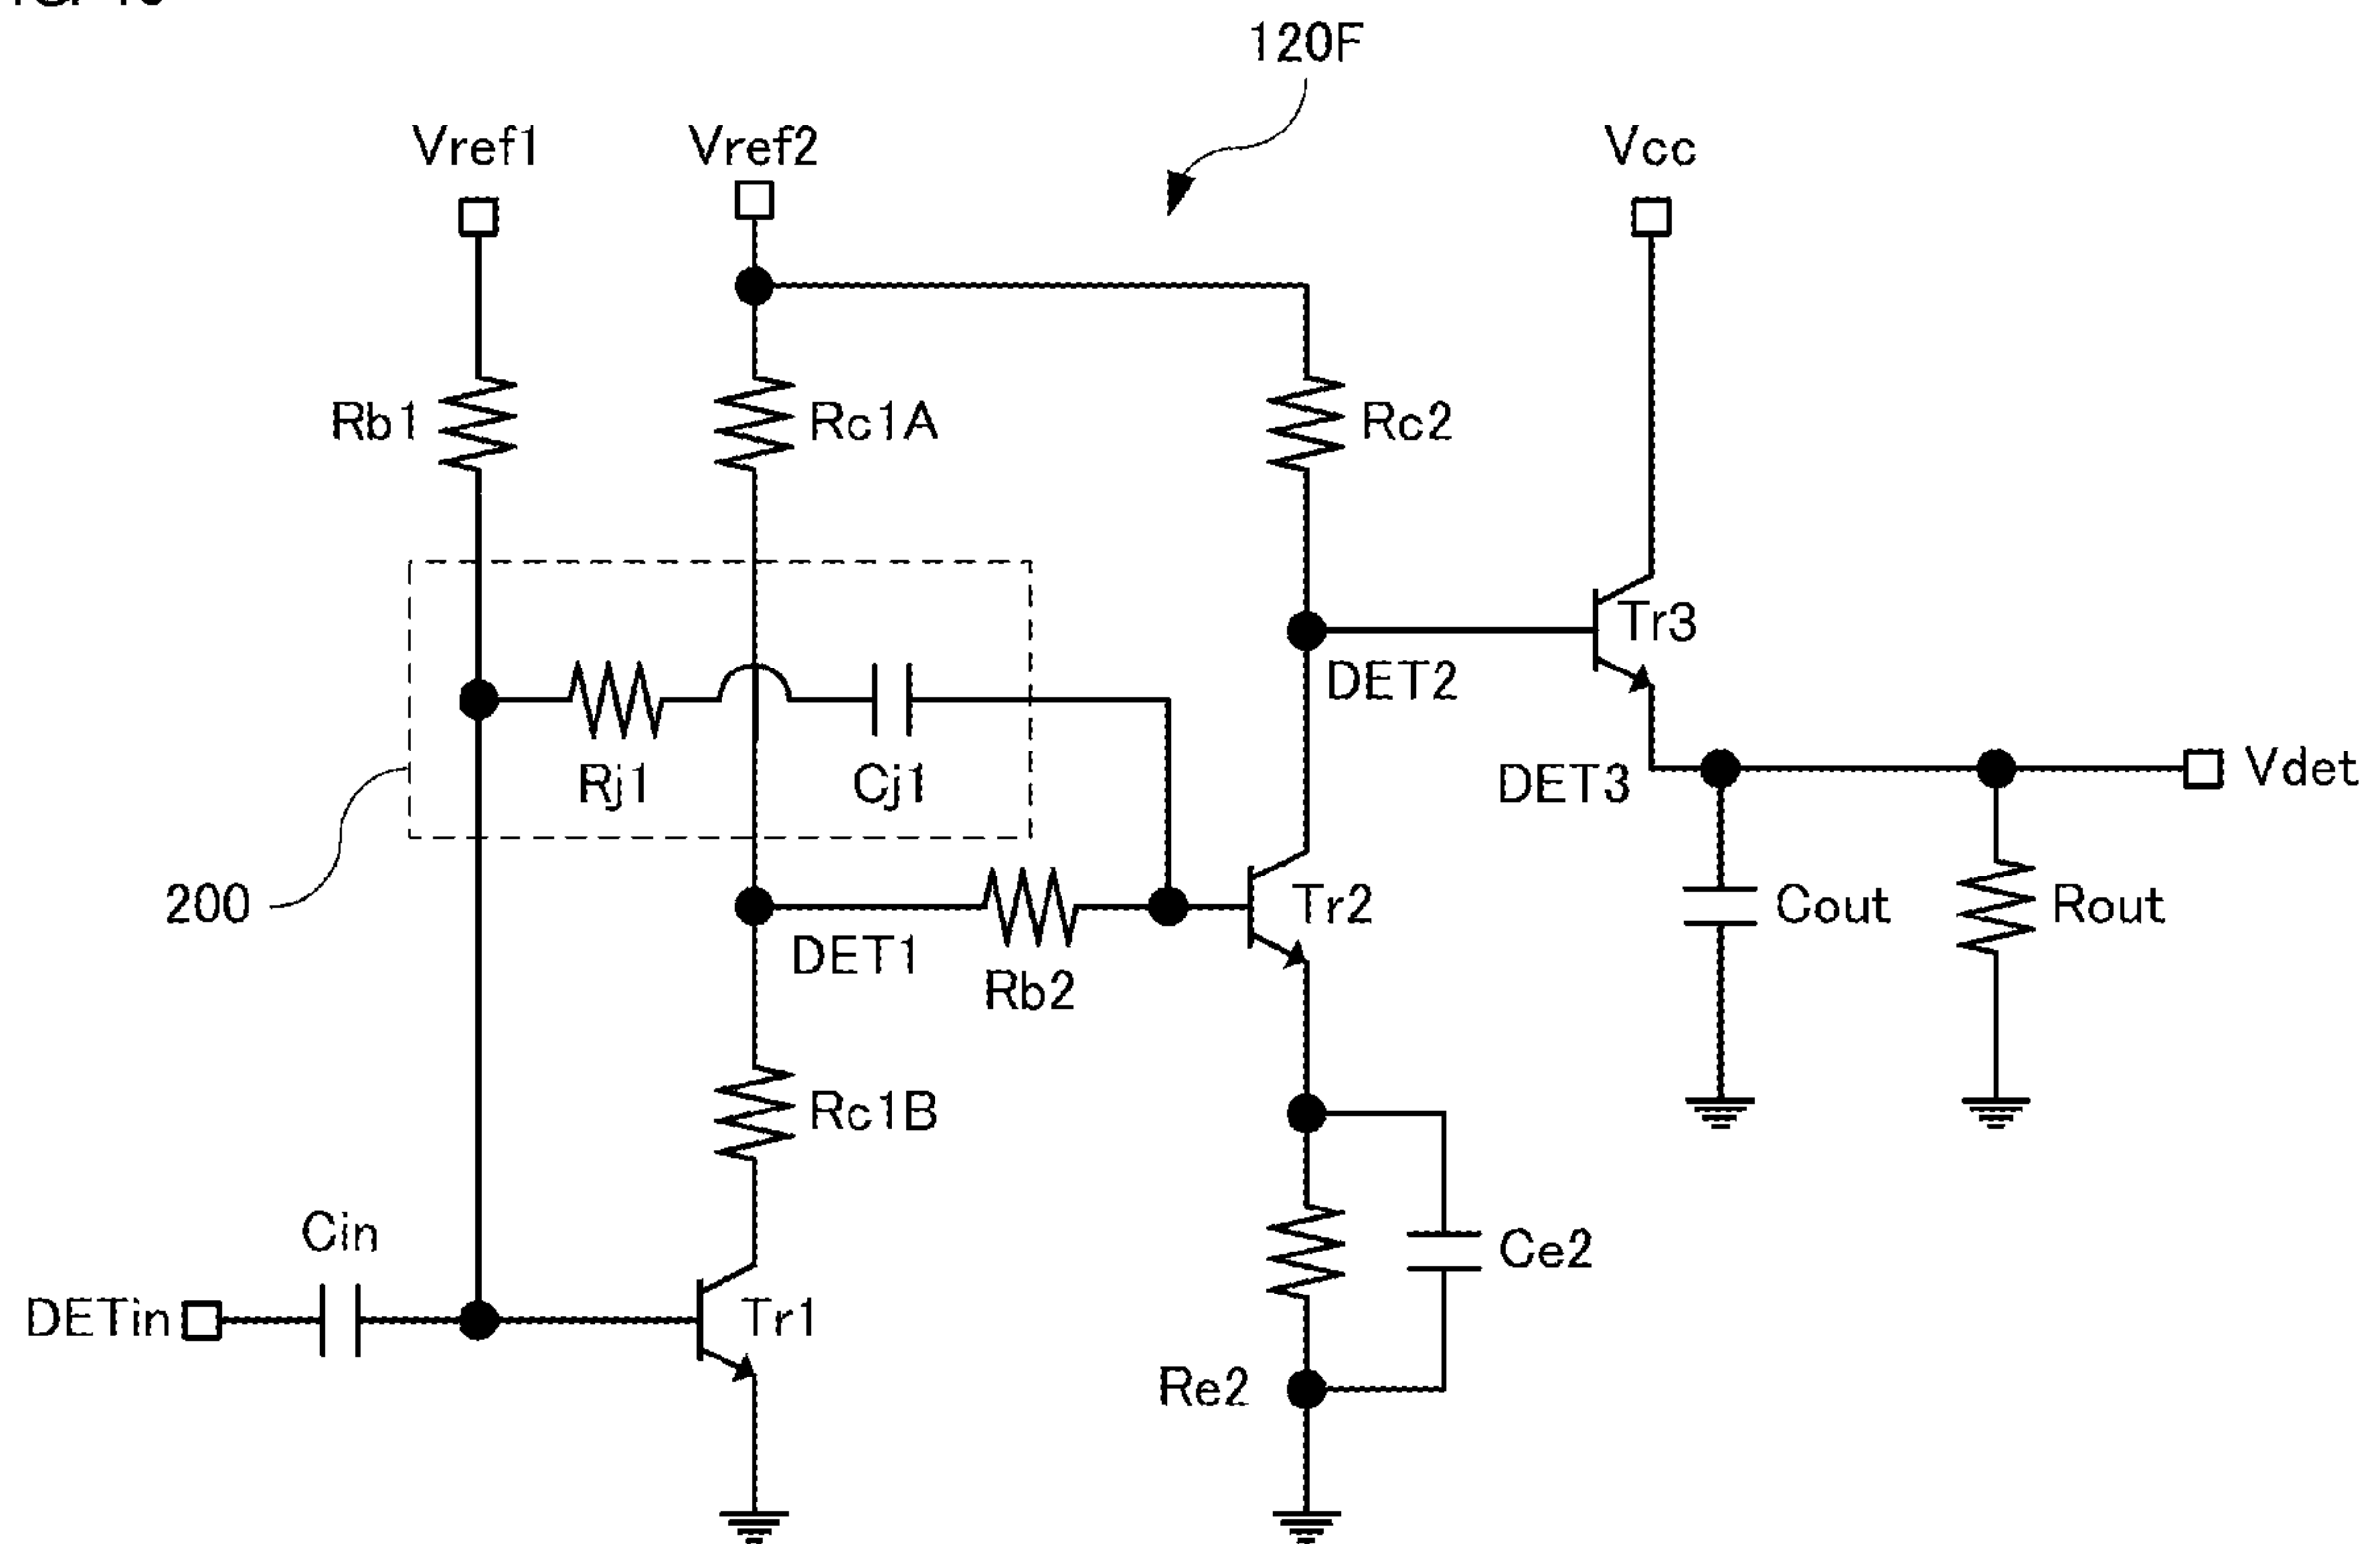 120F
Vref1
Vref2
Vcc
Rb1
Rc1A
Rc2
Tr3
DET2
Rj1
Cj1
DET3
Vdet
200
DET1
Rb2
Tr2
Cout
Rout
Rc1B
Cin
Ce2
DETin
Tr1
Re2